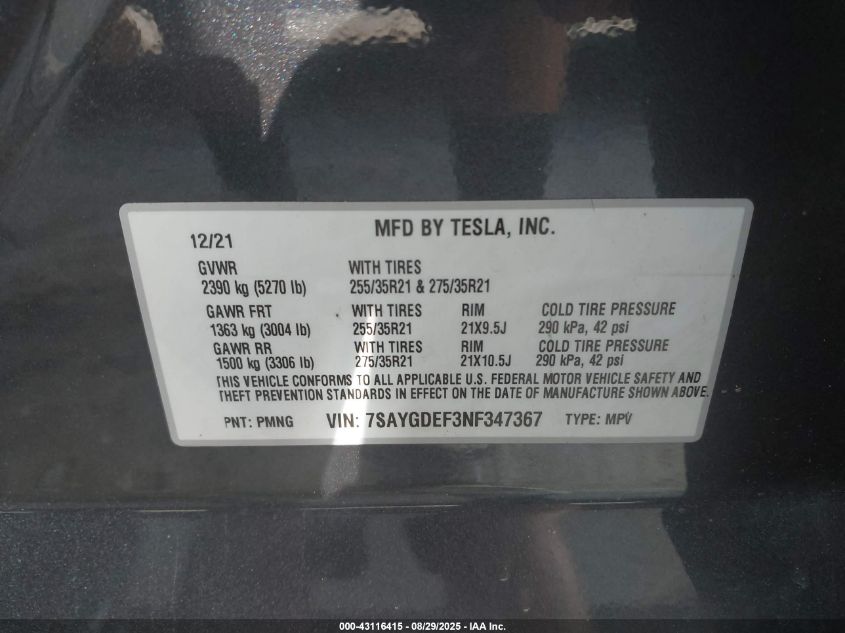 12/21 MFD BY TESLA, INC.
GVWR WITH TIRES
2390 kg (5270 lb) 255/35R21 & 275/35R21
GAWR FRT WITH TIRES RIM COLD TIRE PRESSURE
1363 kg (3004 lb) 255/35R21 21X9.5J 290 kPa, 42 psi
GAWR RR WITH TIRES RIM COLD TIRE PRESSURE
1500 kg (3306 lb) 275/35R21 21X10.5J 290 kPa, 42 psi
THIS VEHICLE CONFORMS TO ALL APPLICABLE U.S. FEDERAL MOTOR VEHICLE SAFETY AND
THEFT PREVENTION STANDARDS IN EFFECT ON THE DATE OF MANUFACTURE SHOWN ABOVE.
PNT: PMNG VIN: 7SAYGDEF3NF347367 TYPE: MPV
000-43116415 - 08/29/2025 - IAA Inc.